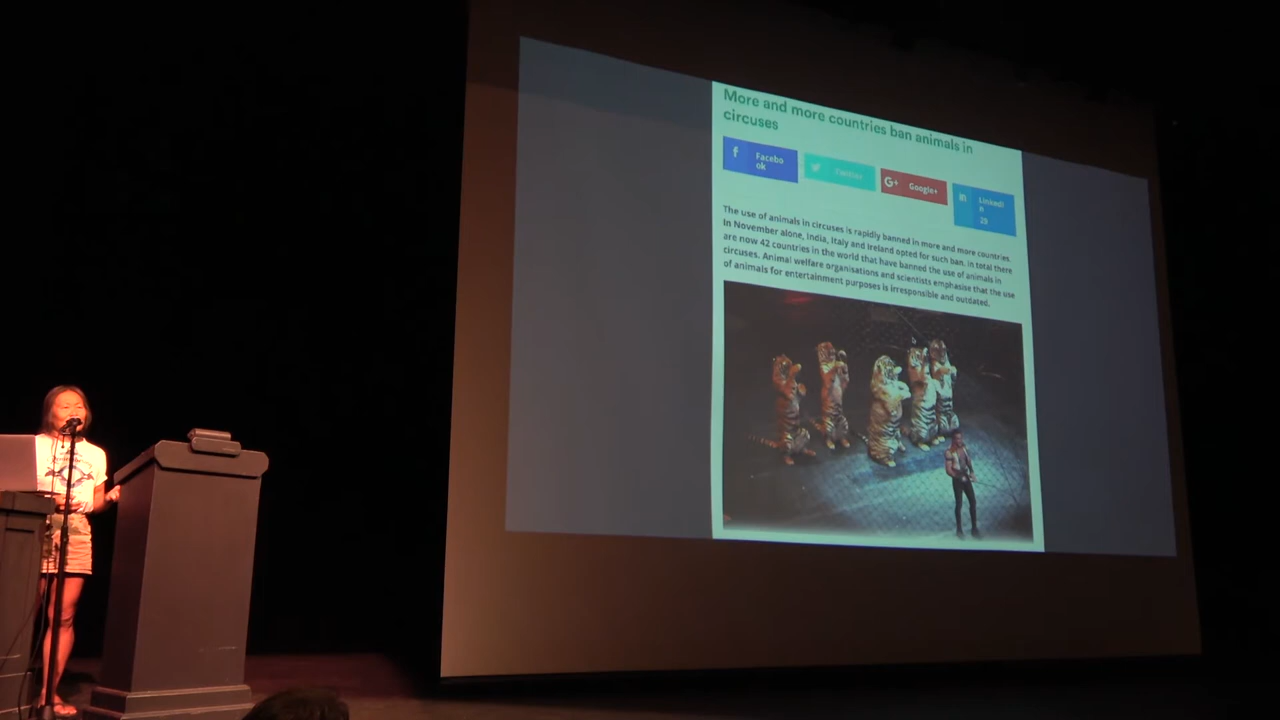 More and more countries ban animals in
circuses
f Facebo
ok
Twitter
G+ Google+
in LinkedI
n
29
The use of animals in circuses is rapidly banned in more and more countries.
In November alone, India, Italy and Ireland opted for such ban. In total there
are now 42 countries in the world that have banned the use of animals in
circuses. Animal welfare organisations and scientists emphasise that the use
of animals for entertainment purposes is irresponsible and outdated.